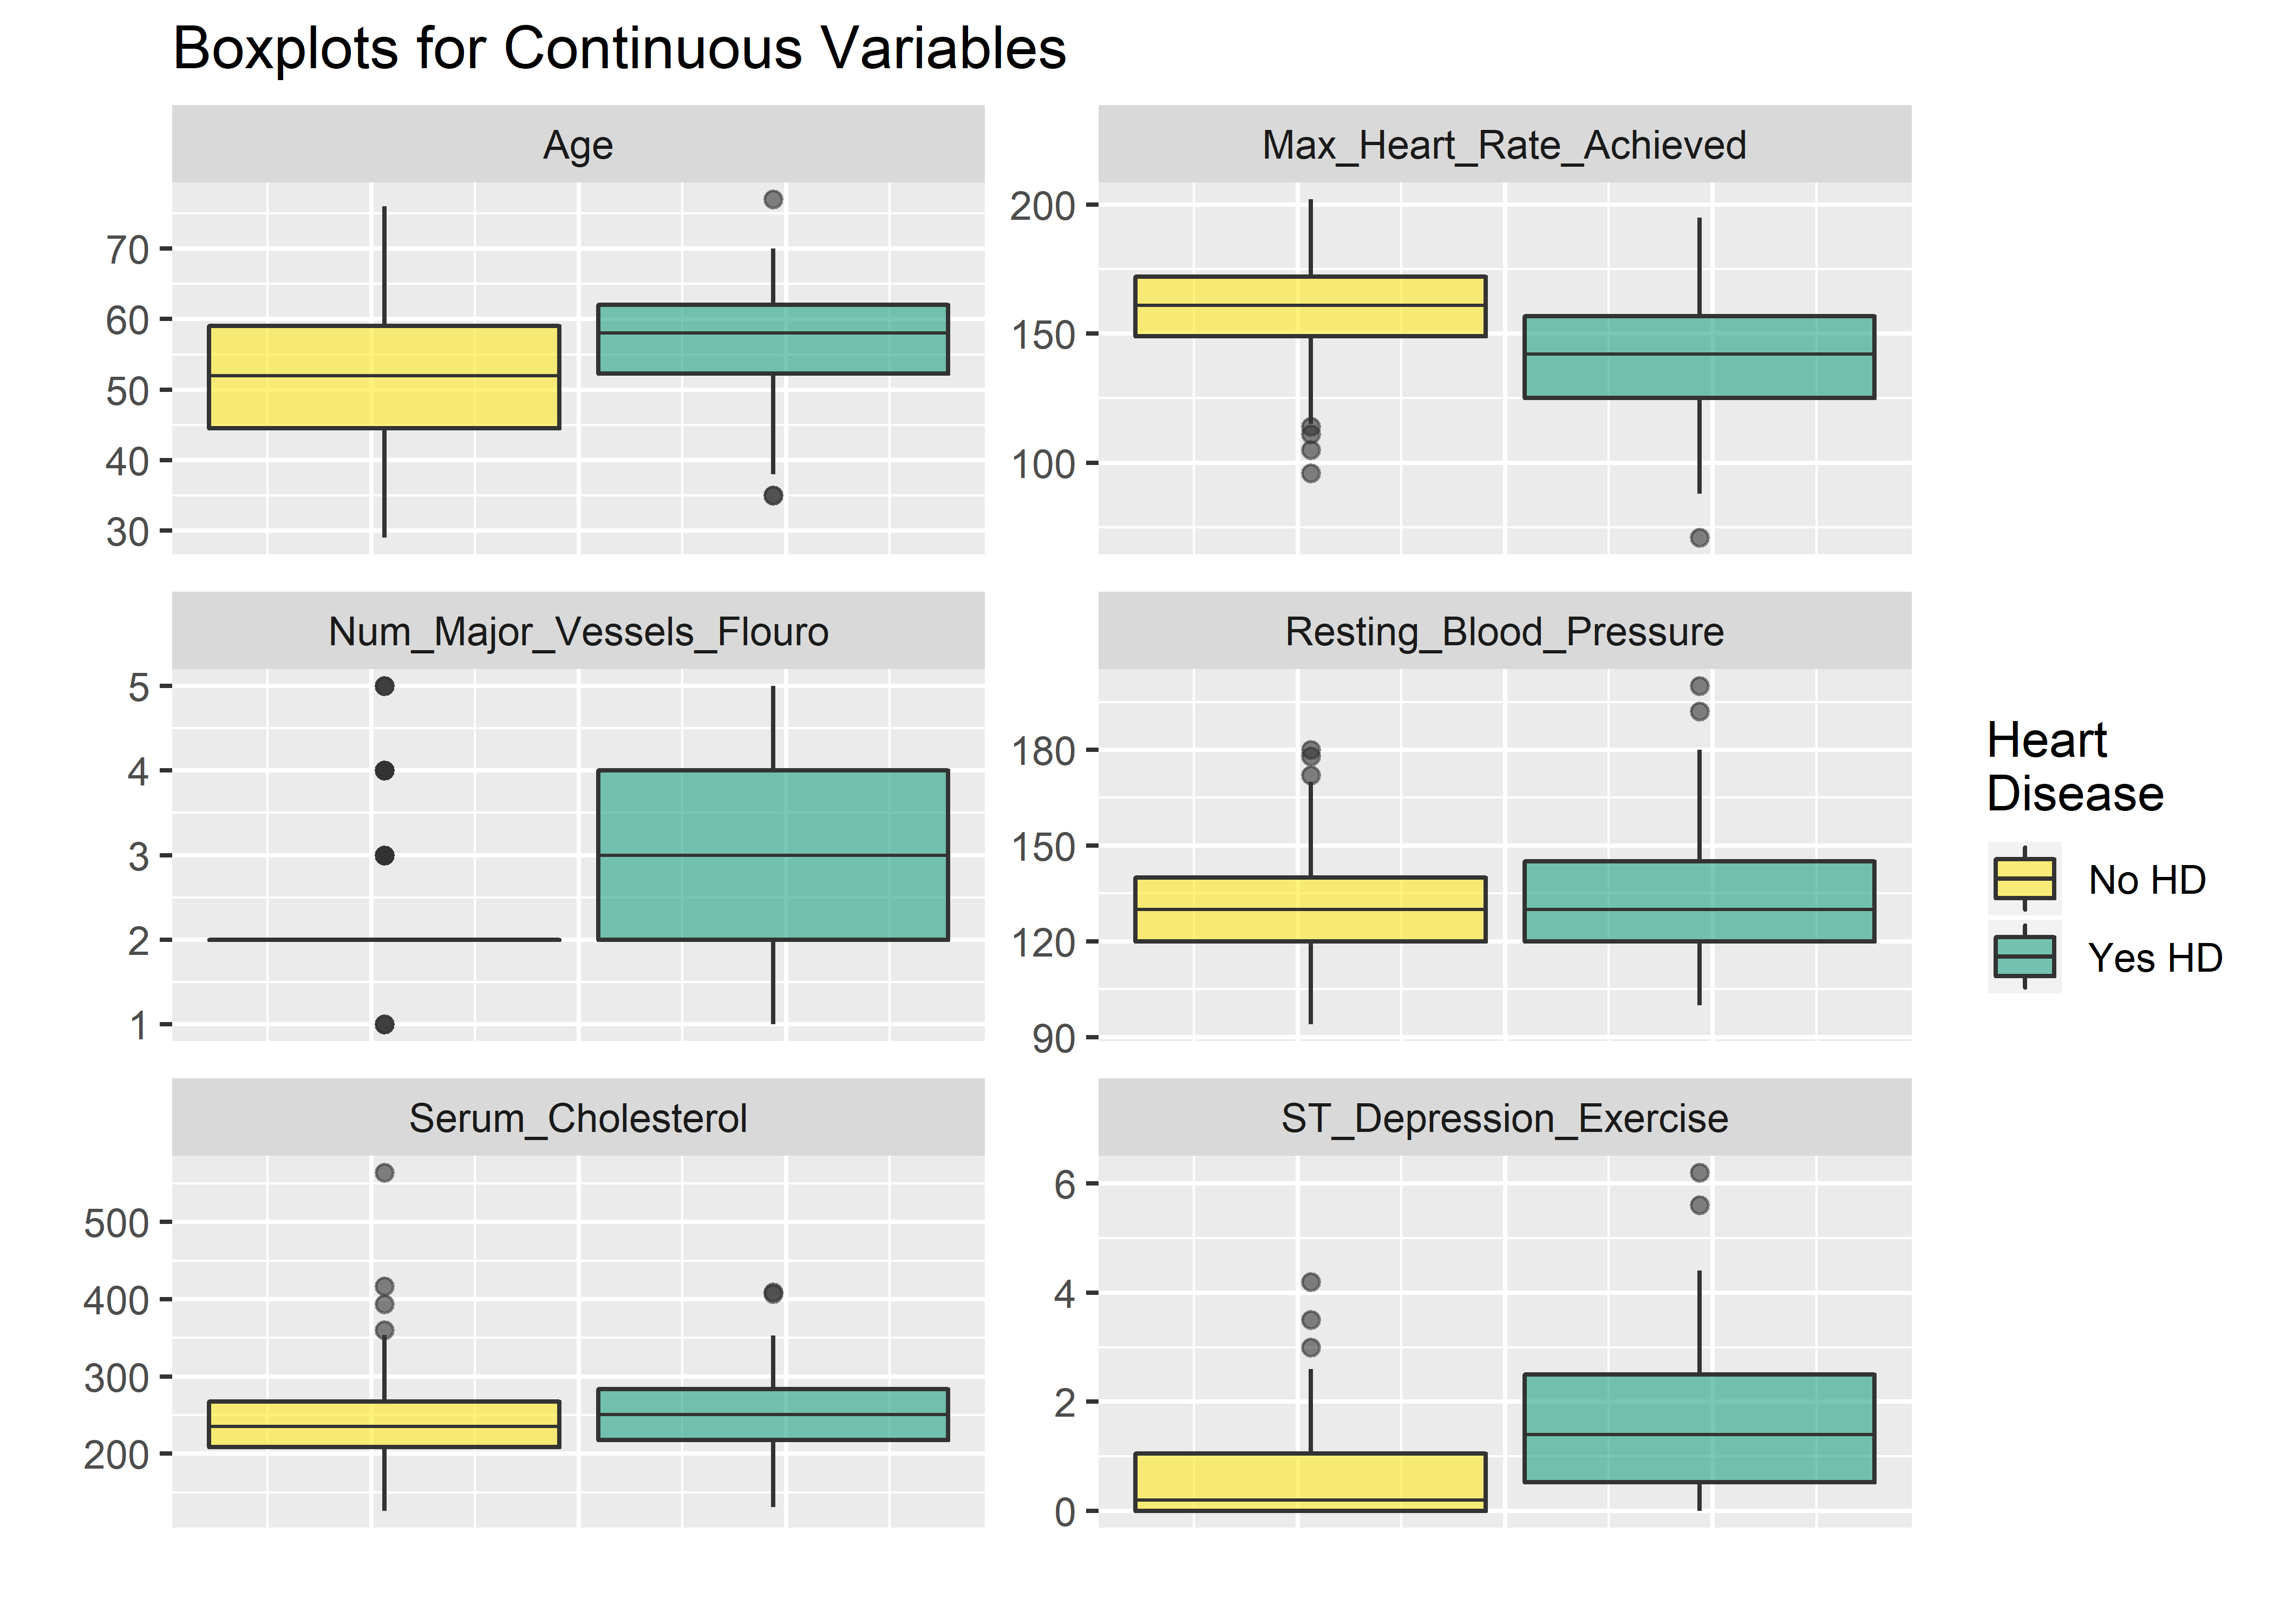 Boxplots for Continuous Variables
Age
Max_Heart_Rate_Achieved
70
60
50
40
30
200
150
100
Num_Major_Vessels_Flouro
Resting_Blood_Pressure
5
4
3
2
1
180
150
120
90
Serum_Cholesterol
ST_Depression_Exercise
500
400
300
200
6
4
2
0
Heart
Disease
No HD
Yes HD